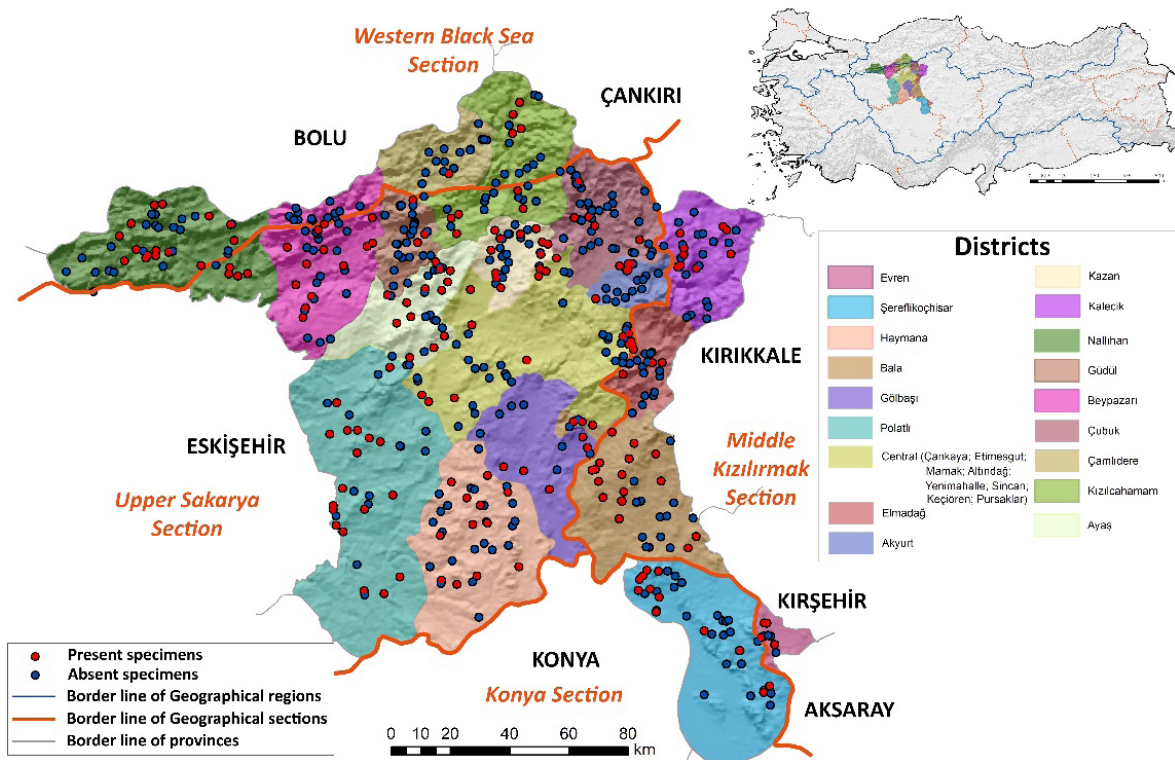 Western Black Sea
Section
ÇANKIRI
BOLU
KIRIKKALE
ESKİŞEHİR
Middle
Kızılırmak
Section
Upper Sakarya
Section
KIRŞEHİR
KONYA
Konya Section
AKSARAY
Districts
Evren
Şereflikoçhisar
Haymana
Bala
Gölbaşı
Polatlı
Central (Çankaya; Etimesgut;
Mamak; Altındağ;
Yenimahalle; Sincan;
Keçiören; Pursaklar)
Elmadağ
Akyurt
Kazan
Kalecik
Nallıhan
Güdül
Beypazarı
Çubuk
Çamlıdere
Kızılcahamam
Ayaş
Present specimens
Absent specimens
Border line of Geographical regions
Border line of Geographical sections
Border line of provinces
0 10 20 40 60 80
km